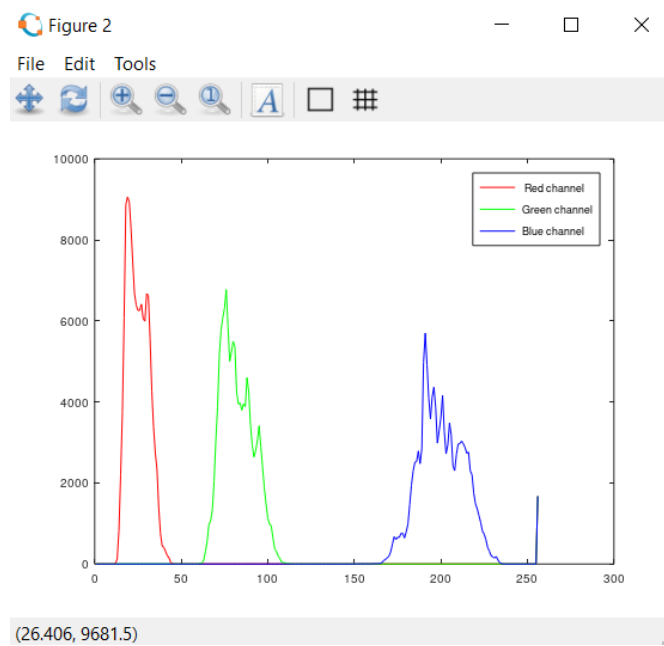 Figure 2
File Edit Tools
A
10000
8000
6000
4000
2000
0
0 50 100 150 200 250 300
Red channel
Green channel
Blue channel
(26.406, 9681.5)